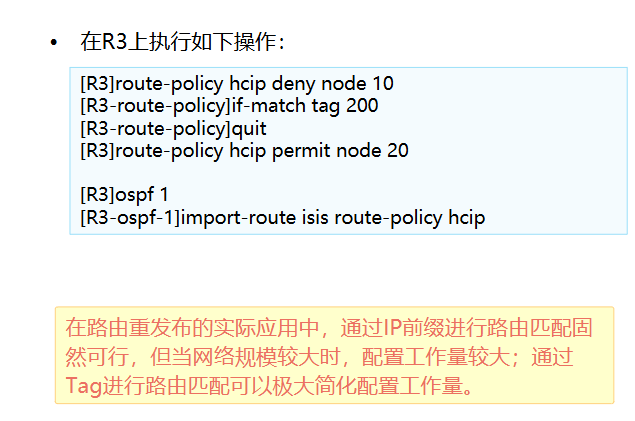 • 在R3上执行如下操作：
[R3]route-policy hcip deny node 10
[R3-route-policy]if-match tag 200
[R3-route-policy]quit
[R3]route-policy hcip permit node 20
[R3]ospf 1
[R3-ospf-1]import-route isis route-policy hcip
在路由重发布的实际应用中，通过IP前缀进行路由匹配固
然可行，但当网络规模较大时，配置工作量较大；通过
Tag进行路由匹配可以极大简化配置工作量。